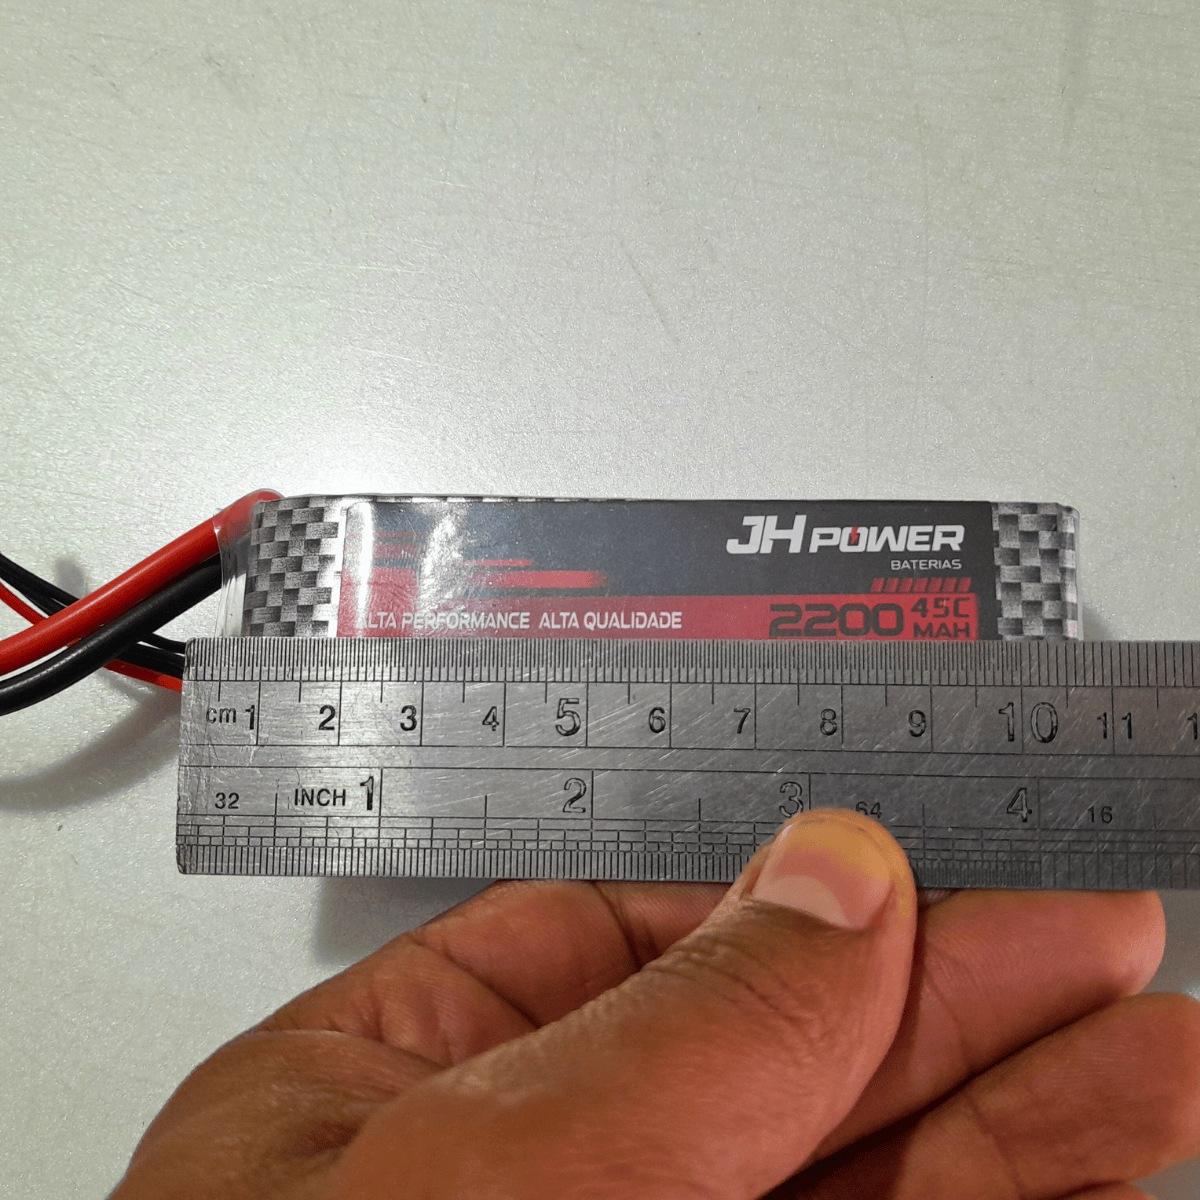 JH POWER
BATERIAS
ALTA PERFORMANCE ALTA QUALIDADE
2200 45C
MAH
cm 1 2 3 4 5 6 7 8 9 10 11
32 INCH 1 2 3 64 4 16